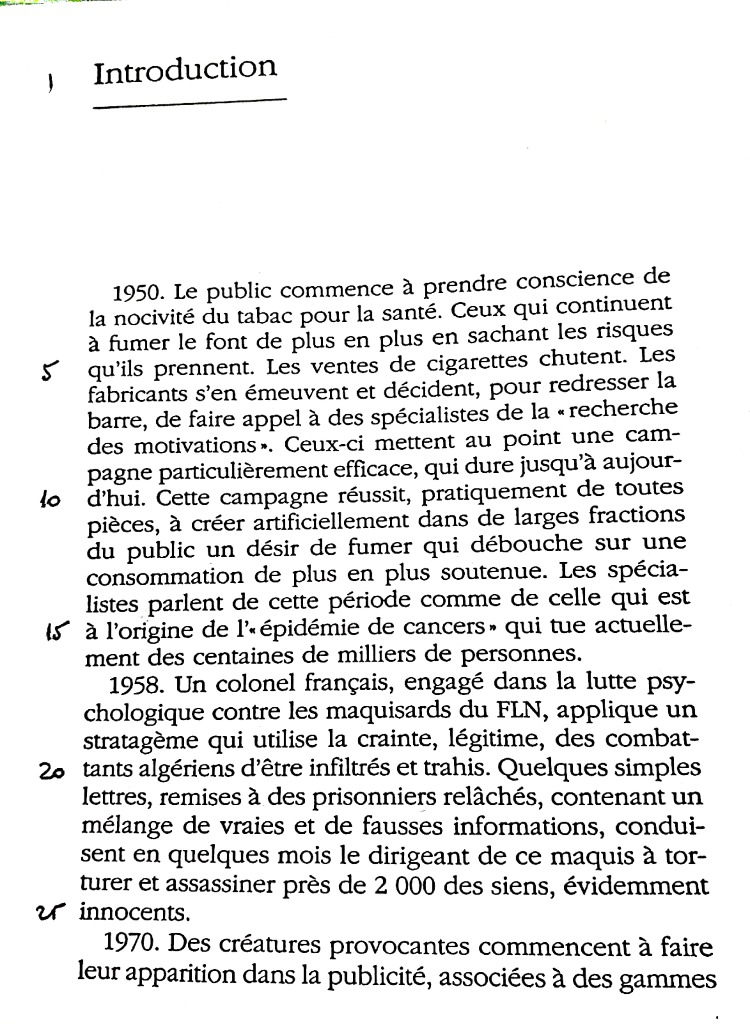 1 Introduction
1950. Le public commence à prendre conscience de
la nocivité du tabac pour la santé. Ceux qui continuent
à fumer le font de plus en plus en sachant les risques
5 qu'ils prennent. Les ventes de cigarettes chutent. Les
fabricants s'en émeuvent et décident, pour redresser la
barre, de faire appel à des spécialistes de la « recherche
des motivations ». Ceux-ci mettent au point une cam-
pagne particulièrement efficace, qui dure jusqu'à aujour-
10 d'hui. Cette campagne réussit, pratiquement de toutes
pièces, à créer artificiellement dans de larges fractions
du public un désir de fumer qui débouche sur une
consommation de plus en plus soutenue. Les spécia-
listes parlent de cette période comme de celle qui est
15 à l'origine de l'« épidémie de cancers » qui tue actuelle-
ment des centaines de milliers de personnes.
1958. Un colonel français, engagé dans la lutte psy-
chologique contre les maquisards du FLN, applique un
stratagème qui utilise la crainte, légitime, des combat-
20 tants algériens d'être infiltrés et trahis. Quelques simples
lettres, remises à des prisonniers relâchés, contenant un
mélange de vraies et de fausses informations, condui-
sent en quelques mois le dirigeant de ce maquis à tor-
turer et assassiner près de 2 000 des siens, évidemment
25 innocents.
1970. Des créatures provocantes commencent à faire
leur apparition dans la publicité, associées à des gammes